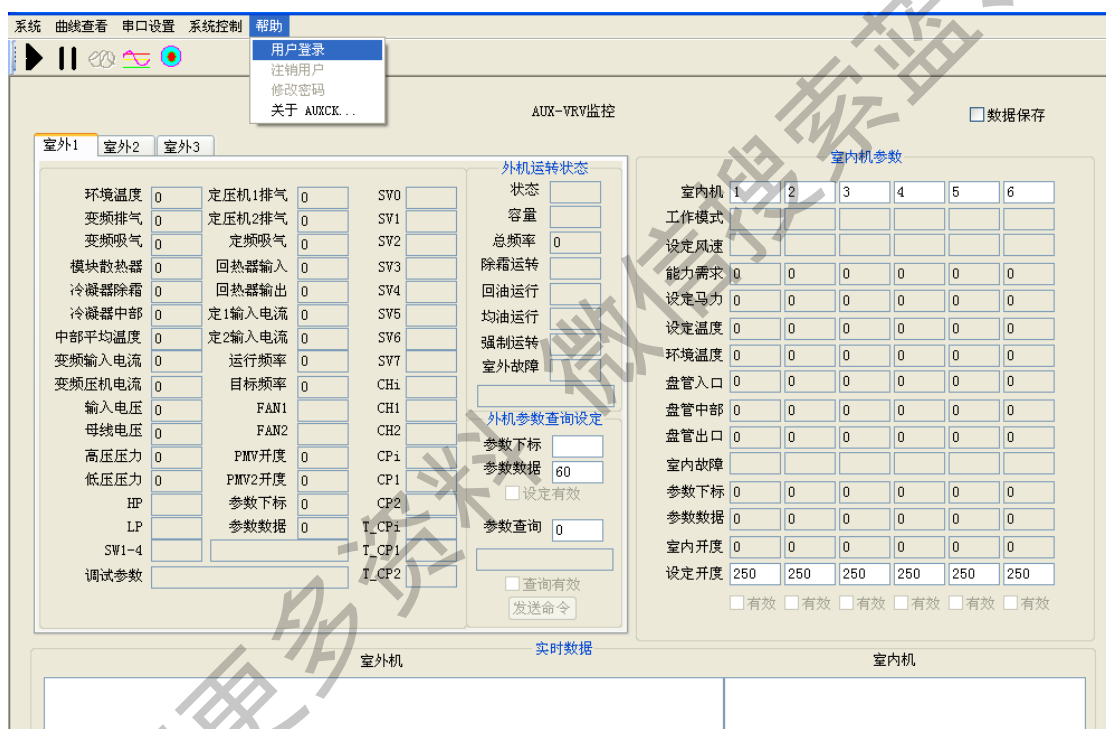 系统 曲线查看 串口设置 系统控制 帮助
用户登录
注销用户
修改密码
关于 AUXCK...
AUX-VRV监控
数据保存
室外1 室外2 室外3
环境温度 0 定压机1排气 0 SV0
变频排气 0 定压机2排气 0 SV1
变频吸气 0 定频吸气 0 SV2
模块散热器 0 回热器输入 0 SV3
冷凝器除霜 0 回热器输出 0 SV4
冷凝器中部 0 定1输入电流 0 SV5
中部平均温度 0 定2输入电流 0 SV6
变频输入电流 0 运行频率 0 SV7
变频压机电流 0 目标频率 0 CHi
输入电压 0 FAN1 CH1
母线电压 0 FAN2 CH2
高压压力 0 PMV开度 0 CPi
低压压力 0 PMV2开度 0 CP1
HP 参数下标 0 CP2
LP 参数数据 0 T_CPi
SW1-4 T_CP1
调试参数 T_CP2
外机运转状态
状态
容量
总频率 0
除霜运转
回油运行
均油运行
强制运转
室外故障
外机参数查询设定
参数下标
参数数据 60
设定有效
参数查询 0
查询有效
发送命令
室内机参数
室内机 1 2 3 4 5 6
工作模式
设定风速
能力需求 0 0 0 0 0 0
设定马力 0 0 0 0 0 0
设定温度 0 0 0 0 0 0
环境温度 0 0 0 0 0 0
盘管入口 0 0 0 0 0 0
盘管中部 0 0 0 0 0 0
盘管出口 0 0 0 0 0 0
室内故障
参数下标 0 0 0 0 0 0
参数数据 0 0 0 0 0 0
室内开度 0 0 0 0 0 0
设定开度 250 250 250 250 250 250
有效 有效 有效 有效 有效 有效
实时数据
室外机 室内机
更多资料 微信搜索蓝